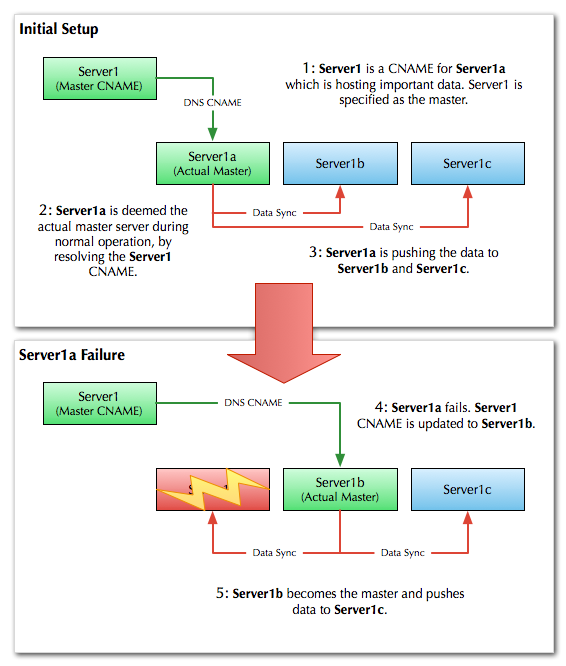 Initial Setup
Server1
(Master CNAME)
1: Server1 is a CNAME for Server1a
which is hosting important data. Server1 is
specified as the master.
DNS CNAME
Server1a
(Actual Master)
Server1b
Server1c
2: Server1a is deemed the
actual master server during
normal operation, by
resolving the Server1
CNAME.
Data Sync
Data Sync
3: Server1a is pushing the data to
Server1b and Server1c.
Server1a Failure
Server1
(Master CNAME)
DNS CNAME
4: Server1a fails. Server1
CNAME is updated to Server1b.
Server1b
(Actual Master)
Server1c
Data Sync
Data Sync
5: Server1b becomes the master and pushes
data to Server1c.